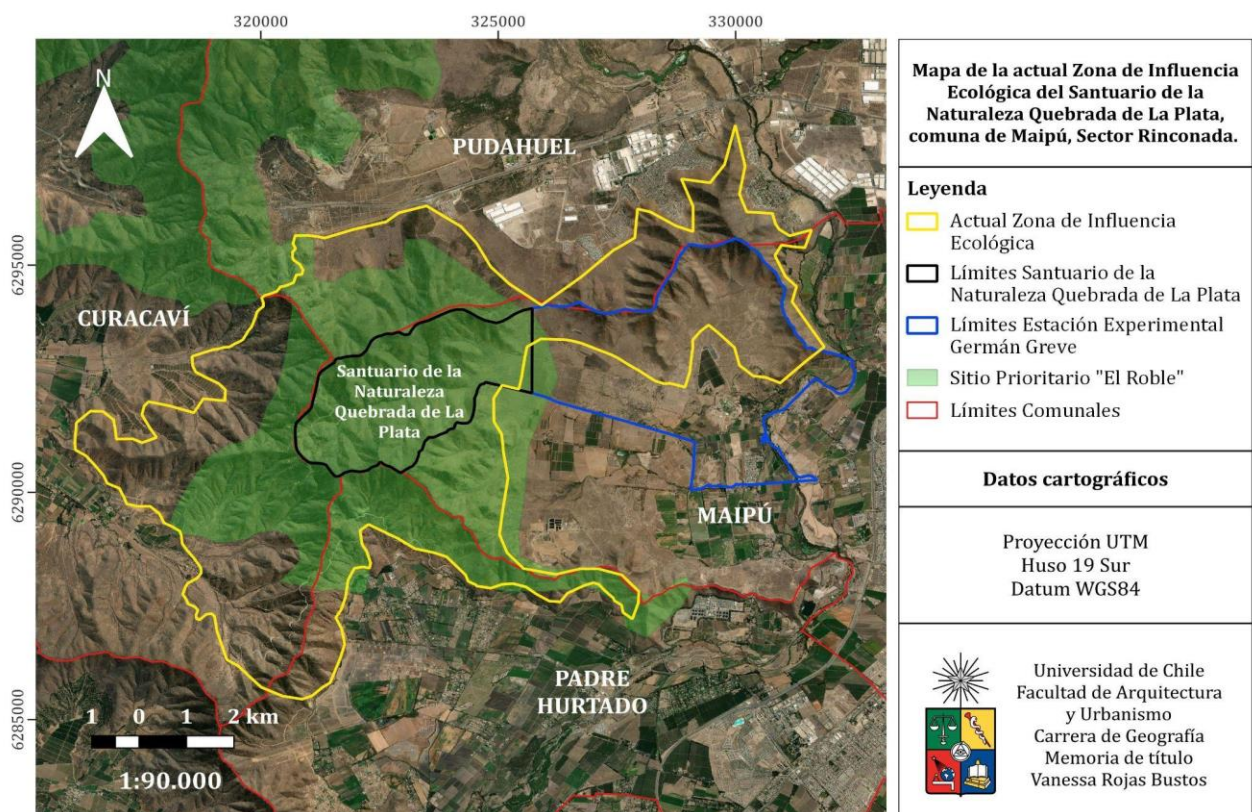 320000
325000
330000
6295000
6290000
6285000
N
PUDAHUEL
CURACAVÍ
Santuario de la
Naturaleza
Quebrada de La
Plata
MAIPÚ
PADRE
HURTADO
1 0 1 2 km
1:90.000
Mapa de la actual Zona de Influencia
Ecológica del Santuario de la
Naturaleza Quebrada de La Plata,
comuna de Maipú, Sector Rinconada.
Leyenda
Actual Zona de Influencia
Ecológica
Límites Santuario de la
Naturaleza Quebrada de La Plata
Límites Estación Experimental
Germán Greve
Sitio Prioritario "El Roble"
Límites Comunales
Datos cartográficos
Proyección UTM
Huso 19 Sur
Datum WGS84
Universidad de Chile
Facultad de Arquitectura
y Urbanismo
Carrera de Geografía
Memoria de título
Vanessa Rojas Bustos